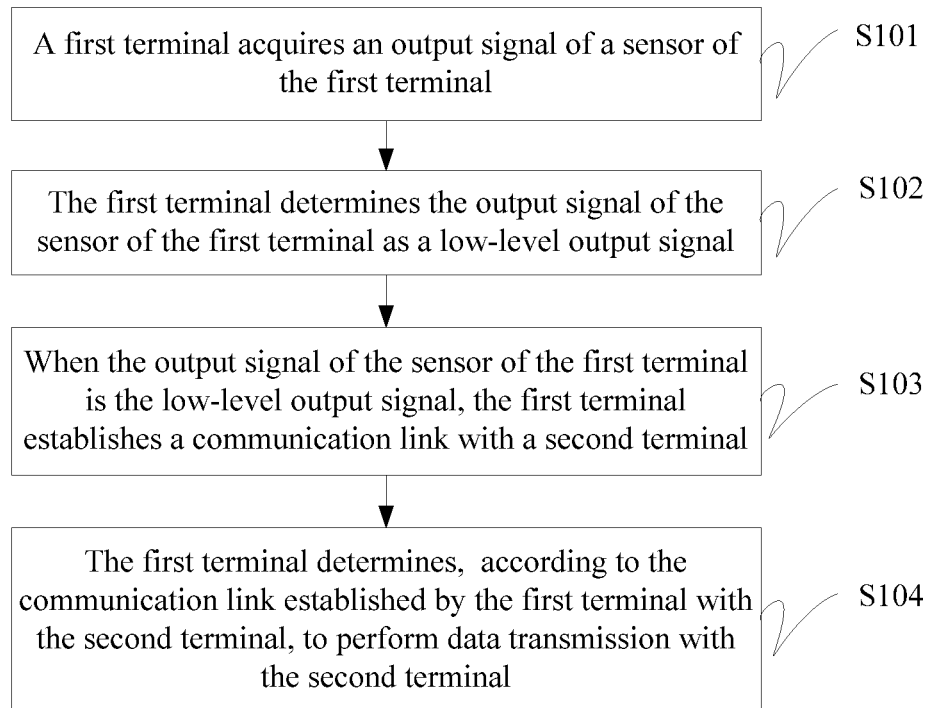 A first terminal acquires an output signal of a sensor of
the first terminal
S101
The first terminal determines the output signal of the
sensor of the first terminal as a low-level output signal
S102
When the output signal of the sensor of the first terminal
is the low-level output signal, the first terminal
establishes a communication link with a second terminal
S103
The first terminal determines, according to the
communication link established by the first terminal with
the second terminal, to perform data transmission with
the second terminal
S104